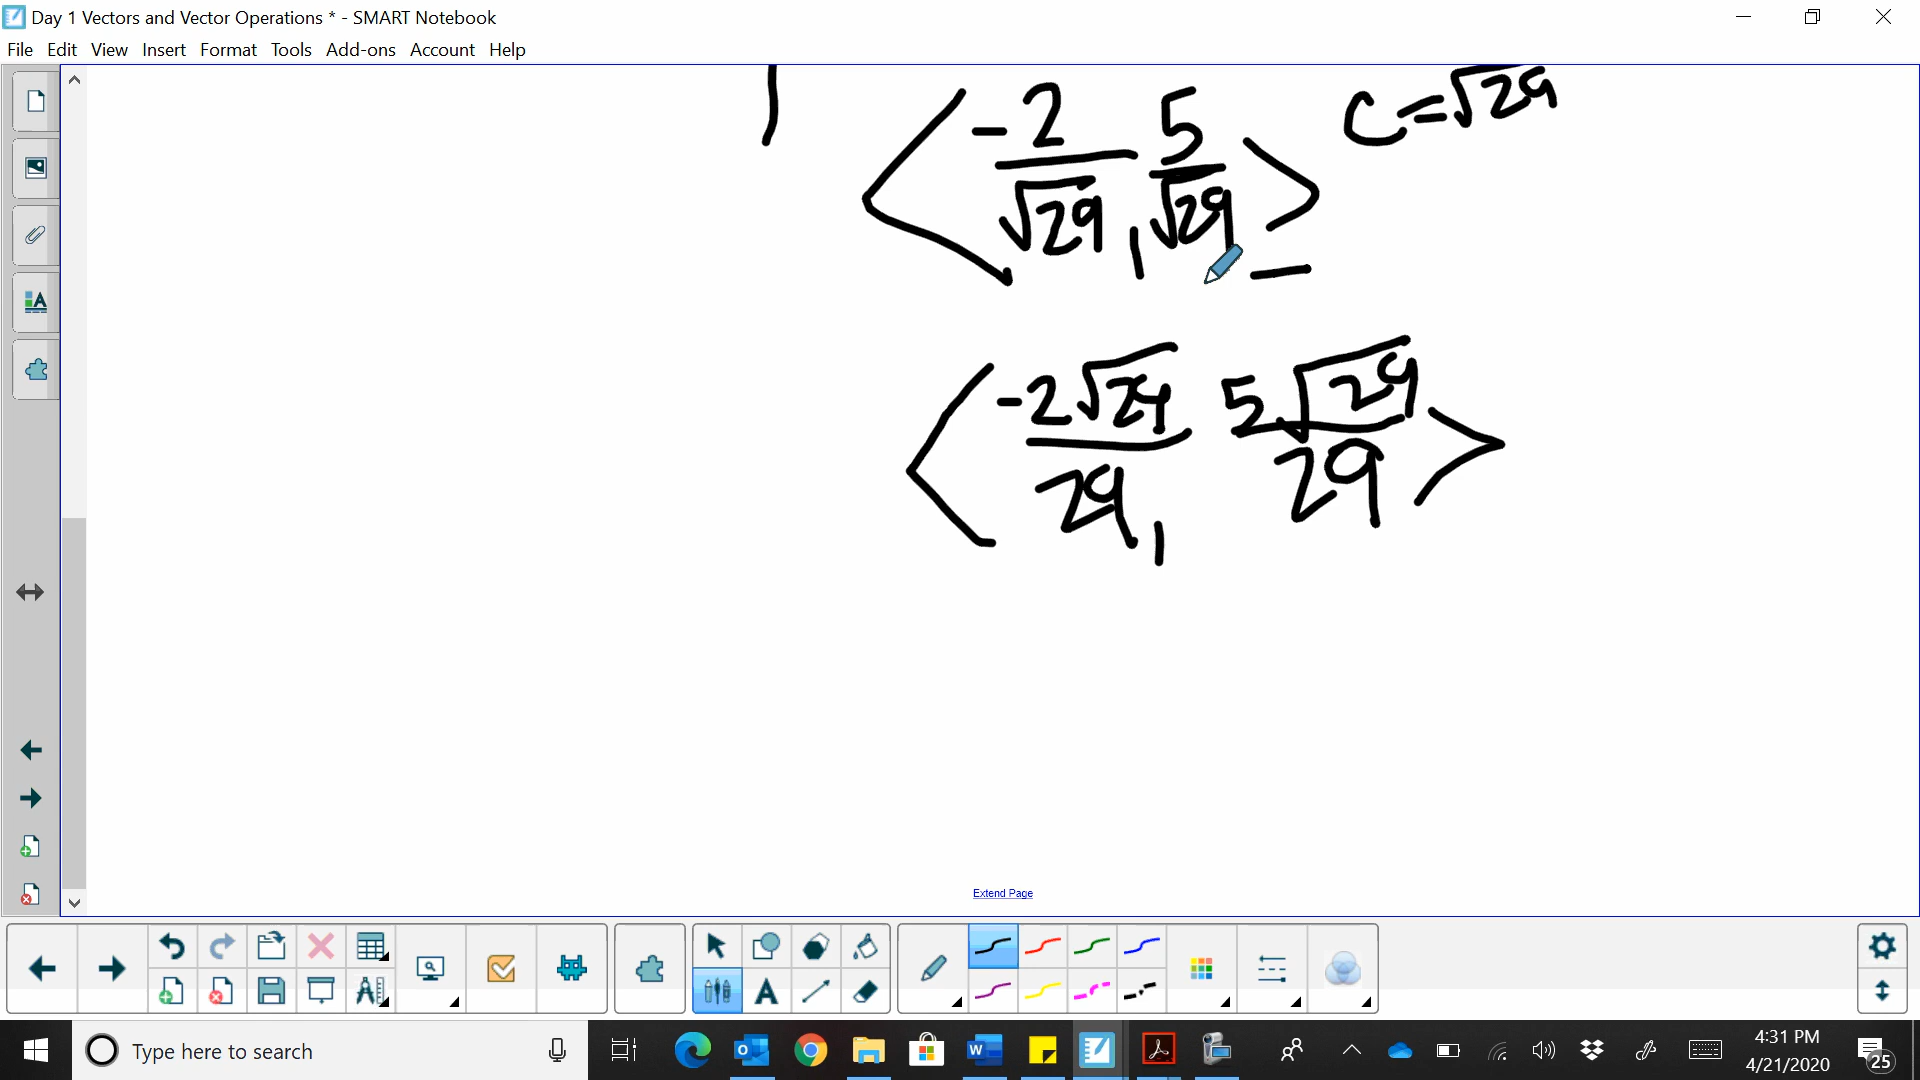 Day 1 Vectors and Vector Operations * - SMART Notebook
File Edit View Insert Format Tools Add-ons Account Help
c=√29
<-2/√29, 5/√29>
<-2√29/29, 5√29/29>
Extend Page
Type here to search
4:31 PM
4/21/2020
25